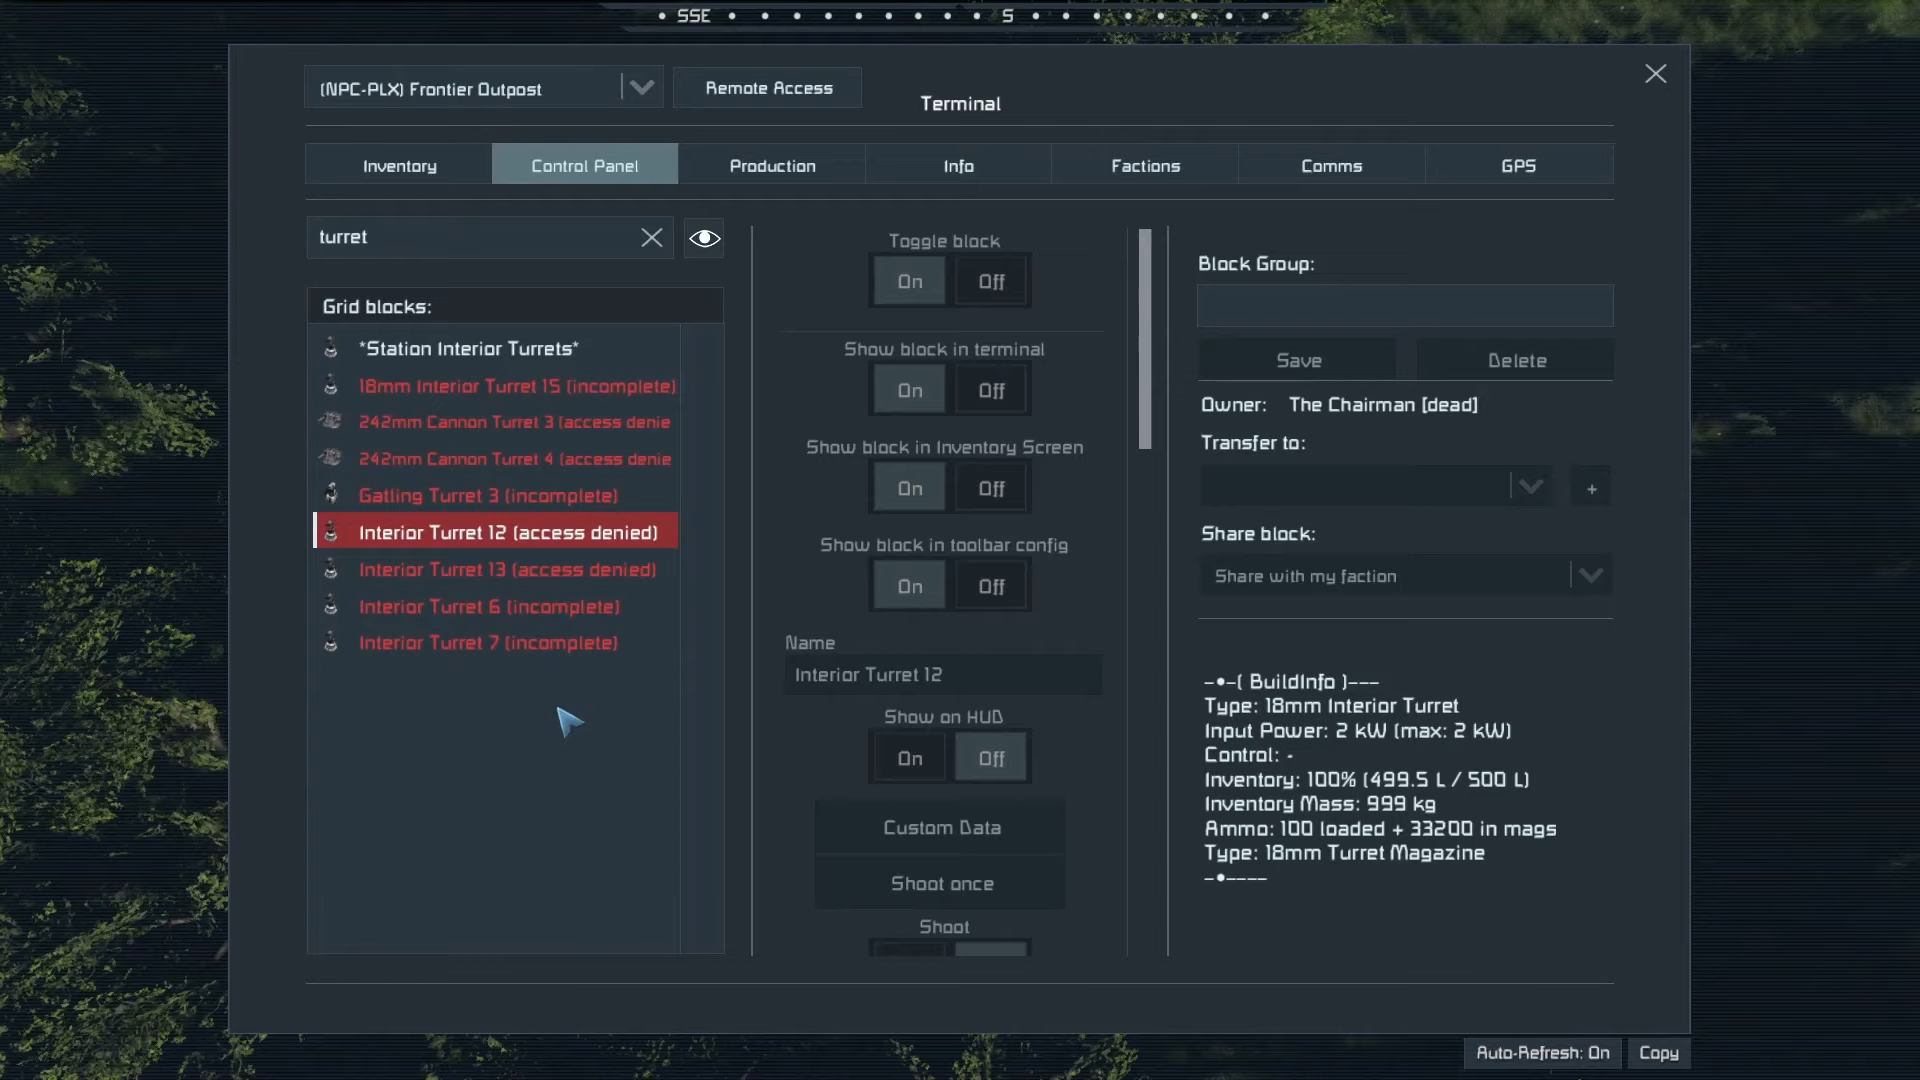 SSE S
(NPC-PLX) Frontier Outpost
Remote Access
Terminal
Inventory
Control Panel
Production
Info
Factions
Comms
GPS
turret
Grid blocks:
*Station Interior Turrets*
18mm Interior Turret 15 (incomplete)
242mm Cannon Turret 3 (access denie
242mm Cannon Turret 4 (access denie
Gatling Turret 3 (incomplete)
Interior Turret 12 (access denied)
Interior Turret 13 (access denied)
Interior Turret 6 (incomplete)
Interior Turret 7 (incomplete)
Toggle block
On Off
Show block in terminal
On Off
Show block in Inventory Screen
On Off
Show block in toolbar config
On Off
Name
Interior Turret 12
Show on HUD
On Off
Custom Data
Shoot once
Shoot
Block Group:
Save
Delete
Owner: The Chairman [dead]
Transfer to:
+
Share block:
Share with my faction
-•-( BuildInfo )---
Type: 18mm Interior Turret
Input Power: 2 kW (max: 2 kW)
Control: -
Inventory: 100% (499.5 L / 500 L)
Inventory Mass: 999 kg
Ammo: 100 loaded + 33200 in mags
Type: 18mm Turret Magazine
-•----
Auto-Refresh: On
Copy